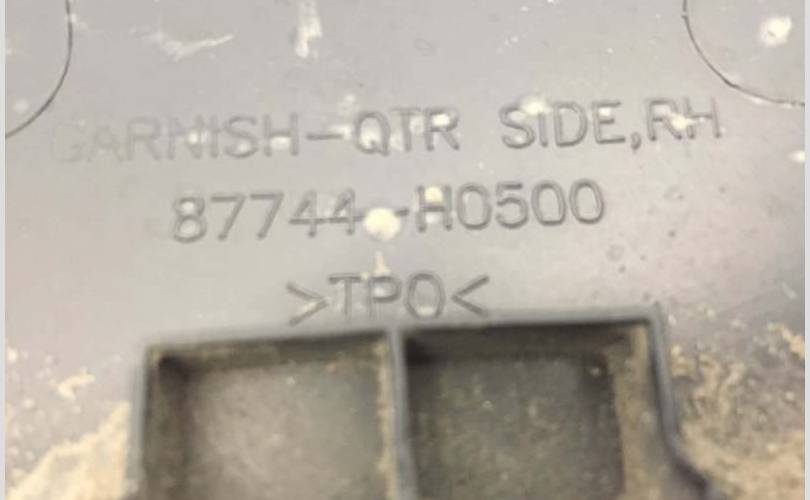 GARNISH-QTR SIDE,RH
87744-H0500
>TPO<